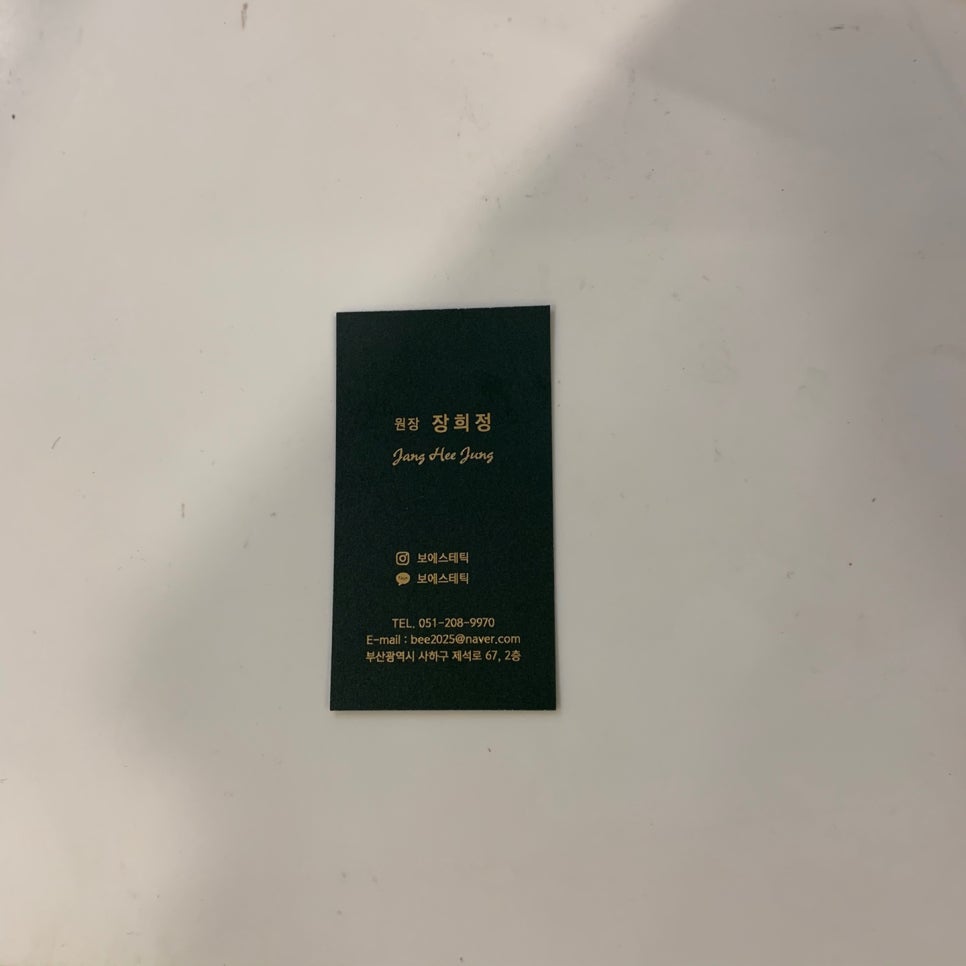 원장 장희정
Jang Hee Jung
보에스테틱
보에스테틱
TEL. 051-208-9970
E-mail : bee2025@naver.com
부산광역시 사하구 제석로 67, 2층